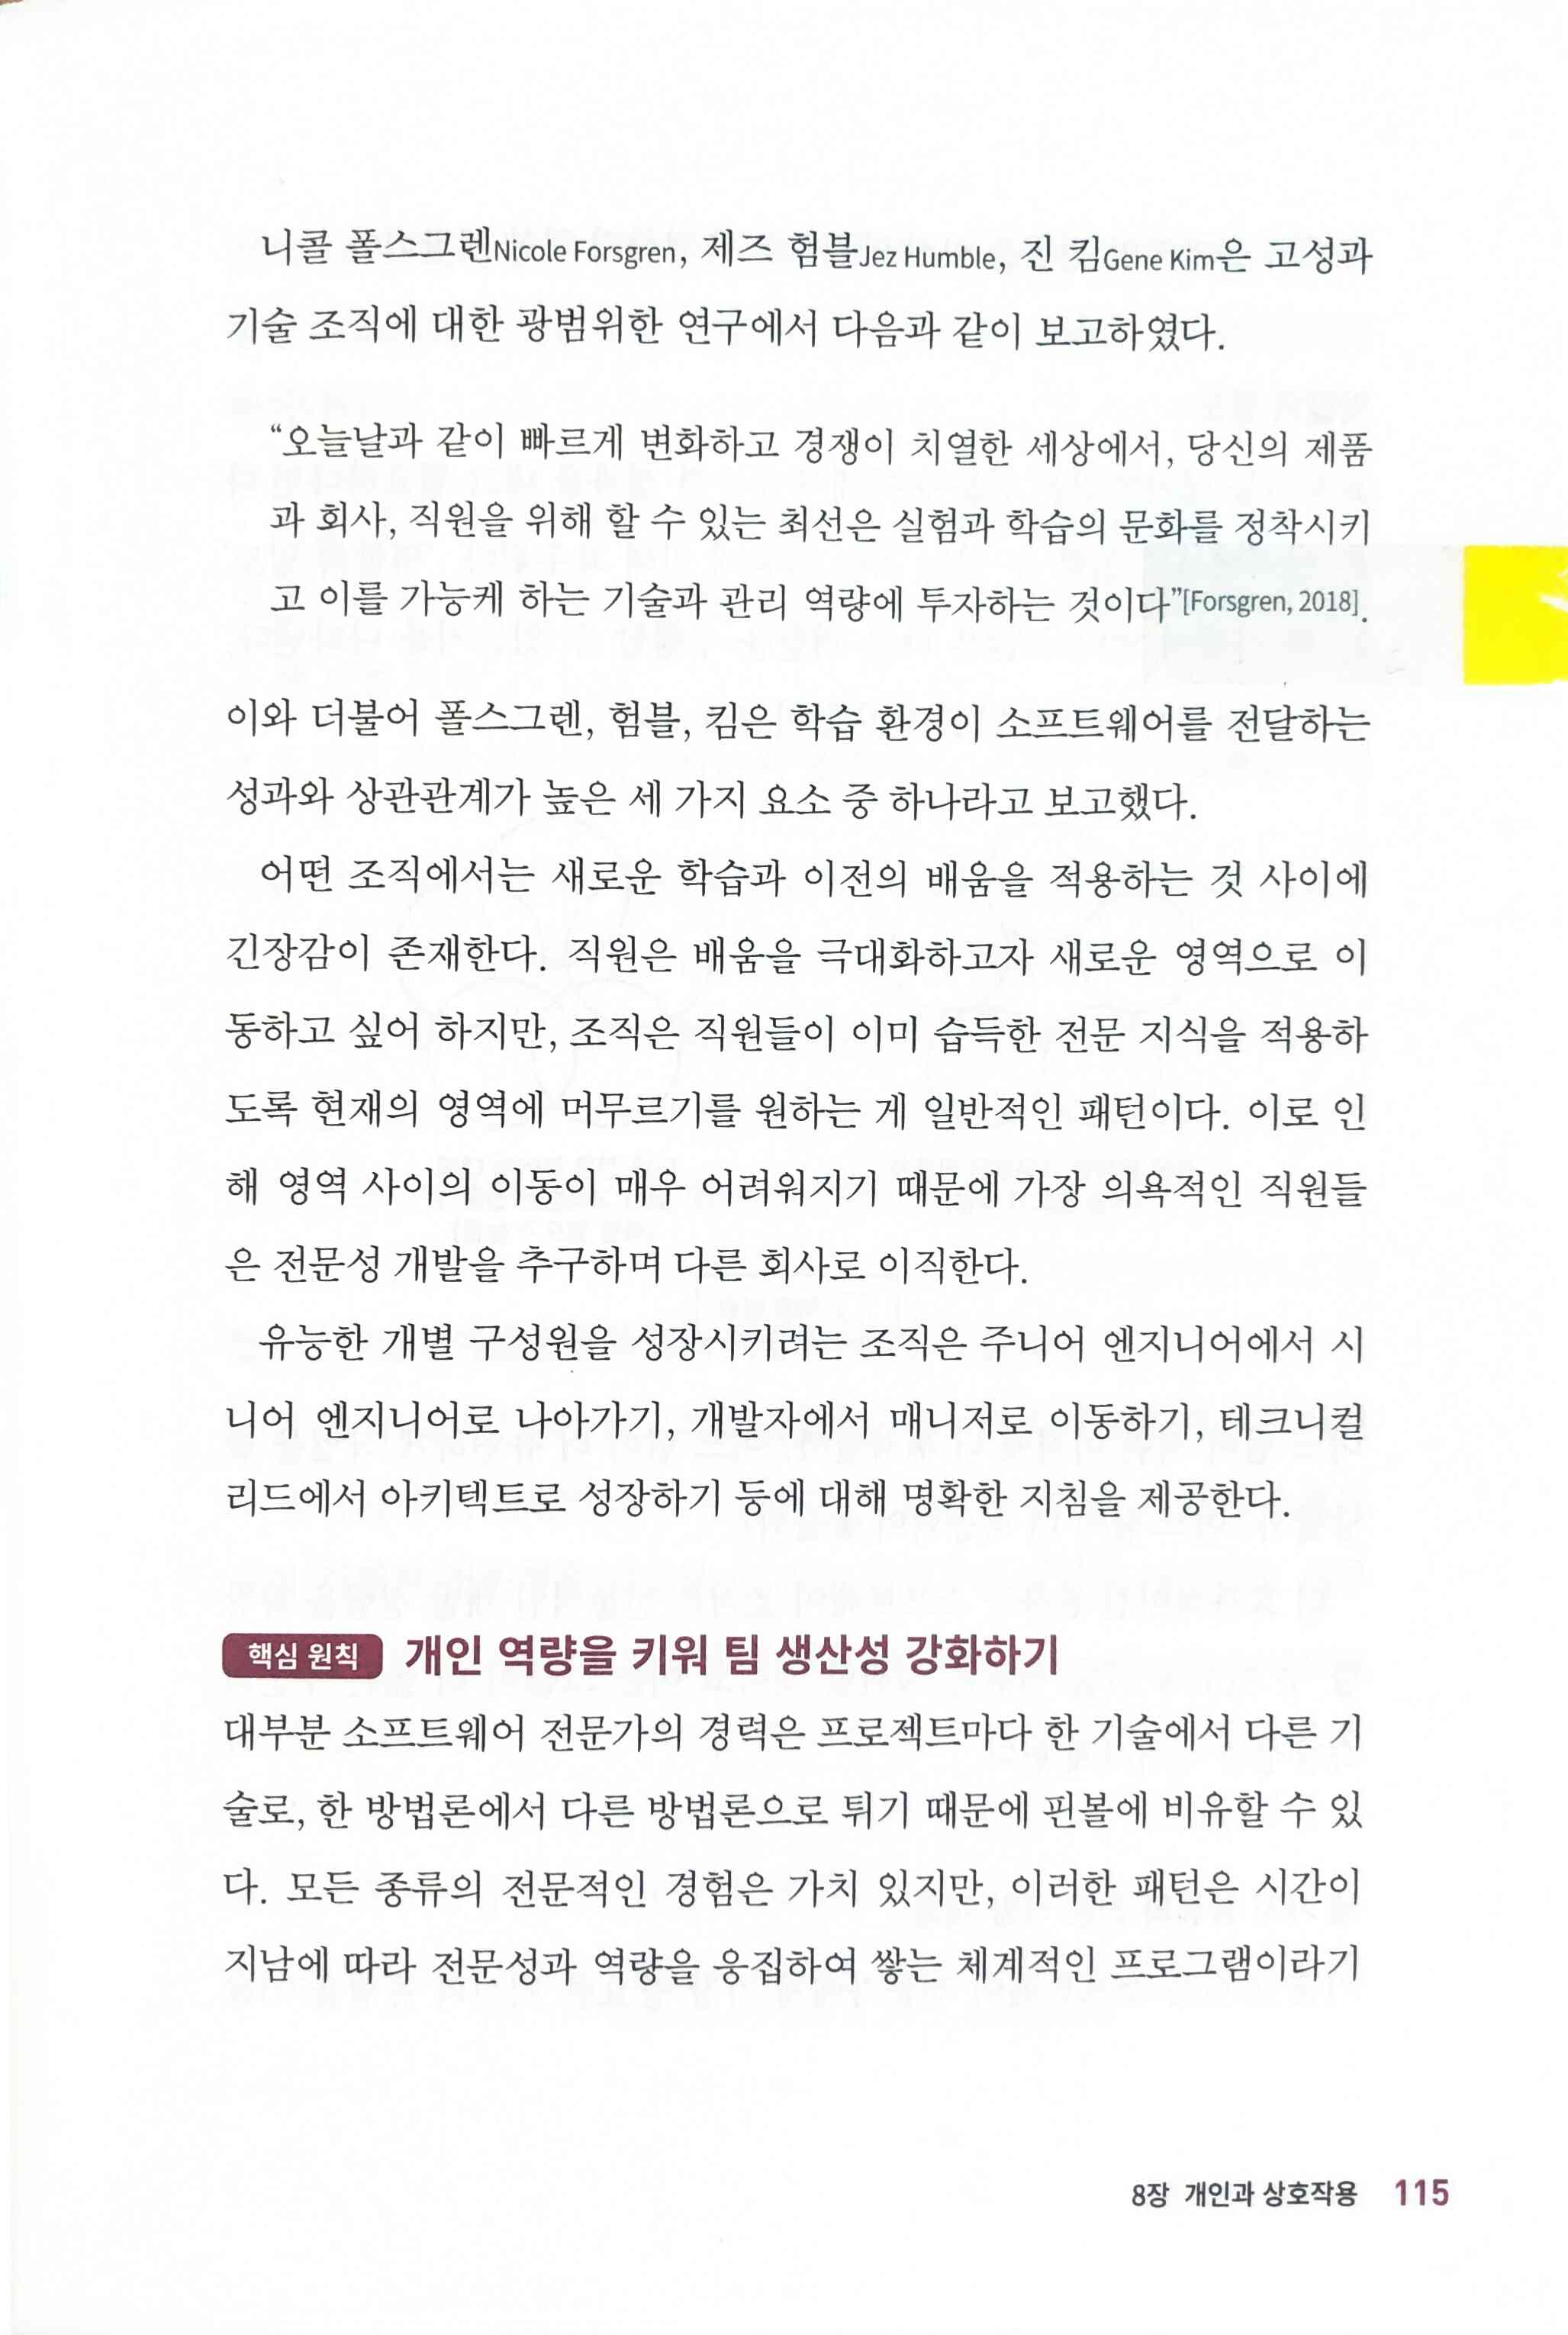 니콜 폴스그렌Nicole Forsgren, 제즈 험블Jez Humble, 진 킴Gene Kim은 고성과
기술 조직에 대한 광범위한 연구에서 다음과 같이 보고하였다.
“오늘날과 같이 빠르게 변화하고 경쟁이 치열한 세상에서, 당신의 제품
과 회사, 직원을 위해 할 수 있는 최선은 실험과 학습의 문화를 정착시키
고 이를 가능케 하는 기술과 관리 역량에 투자하는 것이다”[Forsgren, 2018].
이와 더불어 폴스그렌, 험블, 킴은 학습 환경이 소프트웨어를 전달하는
성과와 상관관계가 높은 세 가지 요소 중 하나라고 보고했다.
어떤 조직에서는 새로운 학습과 이전의 배움을 적용하는 것 사이에
긴장감이 존재한다. 직원은 배움을 극대화하고자 새로운 영역으로 이
동하고 싶어 하지만, 조직은 직원들이 이미 습득한 전문 지식을 적용하
도록 현재의 영역에 머무르기를 원하는 게 일반적인 패턴이다. 이로 인
해 영역 사이의 이동이 매우 어려워지기 때문에 가장 의욕적인 직원들
은 전문성 개발을 추구하며 다른 회사로 이직한다.
유능한 개별 구성원을 성장시키려는 조직은 주니어 엔지니어에서 시
니어 엔지니어로 나아가기, 개발자에서 매니저로 이동하기, 테크니컬
리드에서 아키텍트로 성장하기 등에 대해 명확한 지침을 제공한다.
핵심 원칙 개인 역량을 키워 팀 생산성 강화하기
대부분 소프트웨어 전문가의 경력은 프로젝트마다 한 기술에서 다른 기
술로, 한 방법론에서 다른 방법론으로 튀기 때문에 핀볼에 비유할 수 있
다. 모든 종류의 전문적인 경험은 가치 있지만, 이러한 패턴은 시간이
지남에 따라 전문성과 역량을 응집하여 쌓는 체계적인 프로그램이라기
8장 개인과 상호작용 115